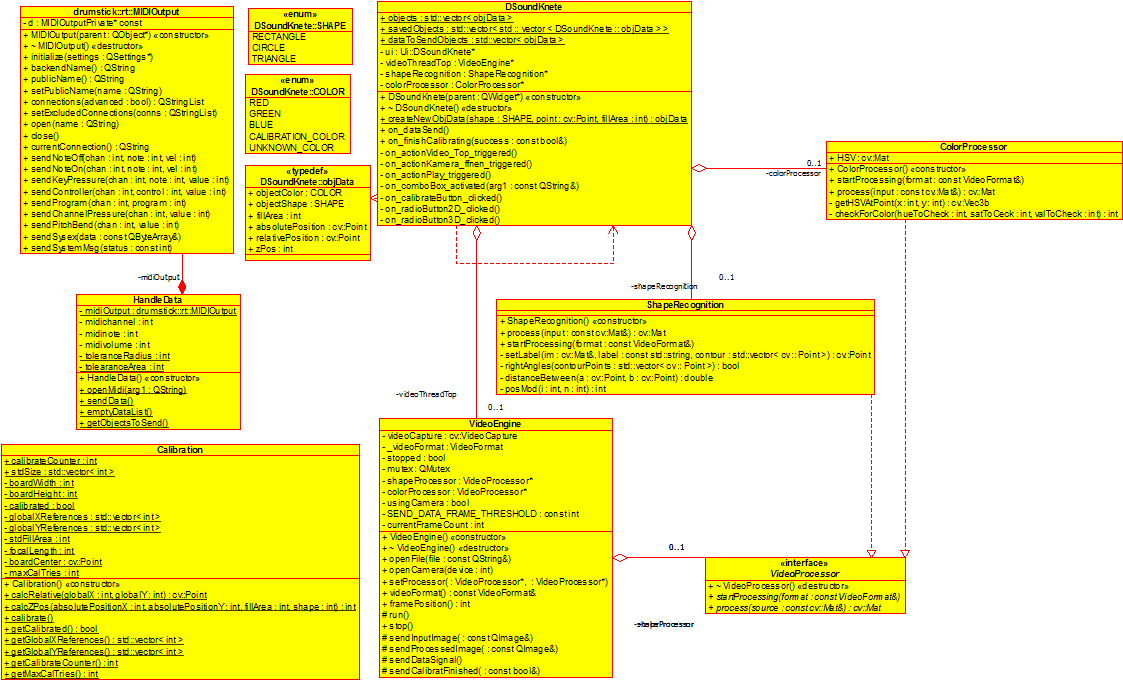 drumstick::rt::MIDIOutput
- d : MIDIOutputPrivate* const
+ MIDIOutput(parent : QObject*) «constructor»
+ ~ MIDIOutput() «destructor»
+ initialize(settings : QSettings*)
+ backendName() : QString
+ publicName() : QString
+ setPublicName(name : QString)
+ connections(advanced : bool) : QStringList
+ setExcludedConnections(conns : QStringList)
+ open(name : QString)
+ close()
+ currentConnection() : QString
+ sendNoteOff(chan : int, note : int, vel : int)
+ sendNoteOn(chan : int, note : int, vel : int)
+ sendKeyPressure(chan : int, note : int, value : int)
+ sendController(chan : int, control : int, value : int)
+ sendProgram(chan : int, program : int)
+ sendChannelPressure(chan : int, value : int)
+ sendPitchBend(chan : int, value : int)
+ sendSysex(data : const QByteArray&)
+ sendSystemMsg(status : const int)
«enum»
DSoundKnete::SHAPE
RECTANGLE
CIRCLE
TRIANGLE
«enum»
DSoundKnete::COLOR
RED
GREEN
BLUE
CALIBRATION_COLOR
UNKNOWN_COLOR
«typedef»
DSoundKnete::objData
+ objectColor : COLOR
+ objectShape : SHAPE
+ fillArea : int
+ absolutePosition : cv::Point
+ relativePosition : cv::Point
+ zPos : int
DSoundKnete
+ objects : std::vector< objData >
+ savedObjects : std::vector< std :: vector < DSoundKnete :: objData > >
+ dataToSendObjects : std::vector< objData >
- ui : Ui::DSoundKnete*
- videoThreadTop : VideoEngine*
- shapeRecognition : ShapeRecognition*
- colorProcessor : ColorProcessor*
+ DSoundKnete(parent : QWidget*) «constructor»
+ ~ DSoundKnete() «destructor»
+ createNewObjData(shape : SHAPE, point : cv::Point, fillArea : int) : objData
+ on_dataSend()
+ on_finishCalibrating(success : const bool&)
- on_actionVideo_Top_triggered()
- on_actionKamera_ffnen_triggered()
- on_actionPlay_triggered()
- on_comboBox_activated(arg1 : const QString&)
- on_calibrateButton_clicked()
- on_radioButton2D_clicked()
- on_radioButton3D_clicked()
0..1
-colorProcessor
ColorProcessor
+ HSV : cv::Mat
+ ColorProcessor() «constructor»
+ startProcessing(format : const VideoFormat&)
+ process(input : const cv::Mat&) : cv::Mat
- getHSVAtPoint(x : int, y : int) : cv::Vec3b
- checkForColor(hueToCheck : int, satToCeck : int, valToCheck : int) : int
-midiOutput
HandleData
- midiOutput : drumstick::rt::MIDIOutput
- midichannel : int
- midinote : int
- midivolume : int
- toleranceRadius : int
- tolearanceArea : int
+ HandleData() «constructor»
+ openMidi(arg1 : QString)
+ sendData()
+ emptyDataList()
+ getObjectsToSend()
0..1
-shapeRecognition
ShapeRecognition
+ ShapeRecognition() «constructor»
+ process(input : const cv::Mat&) : cv::Mat
+ startProcessing(format : const VideoFormat&)
- setLabel(im : cv::Mat&, label : const std::string, contour : std::vector< cv :: Point >) : cv::Point
- rightAngles(contourPoints : std::vector< cv :: Point >) : bool
- distanceBetween(a : cv::Point, b : cv::Point) : double
- posMod(i : int, n : int) : int
-videoThreadTop
0..1
Calibration
+ calibrateCounter : int
+ stdSize : std::vector< int >
- boardWidth : int
- boardHeight : int
- calibrated : bool
- globalXReferences : std::vector< int >
- globalYReferences : std::vector< int >
- stdFillArea : int
- focalLength : int
- boardCenter : cv::Point
- maxCalTries : int
+ Calibration() «constructor»
+ calcRelative(globalX : int, globalY : int) : cv::Point
+ calcZPos(absolutePositionX : int, absolutePositionY : int, fillArea : int, shape : int) : int
+ calibrate()
+ getCalibrated() : bool
+ getGlobalXReferences() : std::vector< int >
+ getGlobalYReferences() : std::vector< int >
+ getCalibrateCounter() : int
+ getMaxCalTries() : int
VideoEngine
- videoCapture : cv::VideoCapture
- _videoFormat : VideoFormat
- stopped : bool
- mutex : QMutex
- shapeProcessor : VideoProcessor*
- colorProcessor : VideoProcessor*
- usingCamera : bool
- SEND_DATA_FRAME_THRESHOLD : const int
- currentFrameCount : int
+ VideoEngine() «constructor»
+ ~ VideoEngine() «destructor»
+ openFile(file : const QString&)
+ openCamera(device : int)
+ setProcessor( : VideoProcessor*, : VideoProcessor*)
+ videoFormat() : const VideoFormat&
+ framePosition() : int
# run()
+ stop()
# sendInputImage( : const QImage&)
# sendProcessedImage( : const QImage&)
# sendDataSignal()
# sendCalibratFinished( : const bool&)
0..1
«interface»
VideoProcessor
+ ~ VideoProcessor() «destructor»
+ startProcessing(format : const VideoFormat&)
+ process(source : const cv::Mat&) : cv::Mat